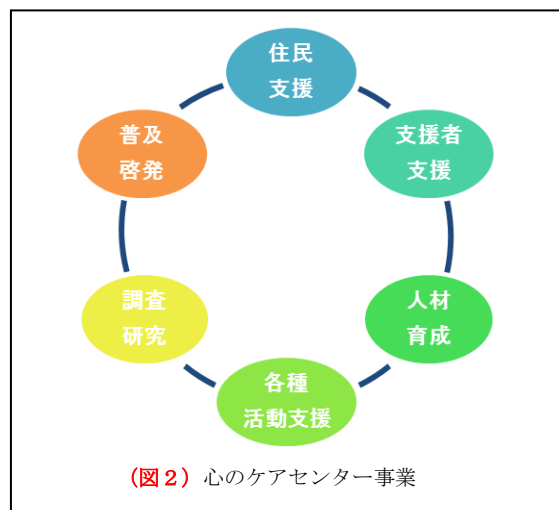 住民
支援
支援者
支援
人材
育成
各種
活動支援
調査
研究
普及
啓発
(図2)心のケアセンター事業